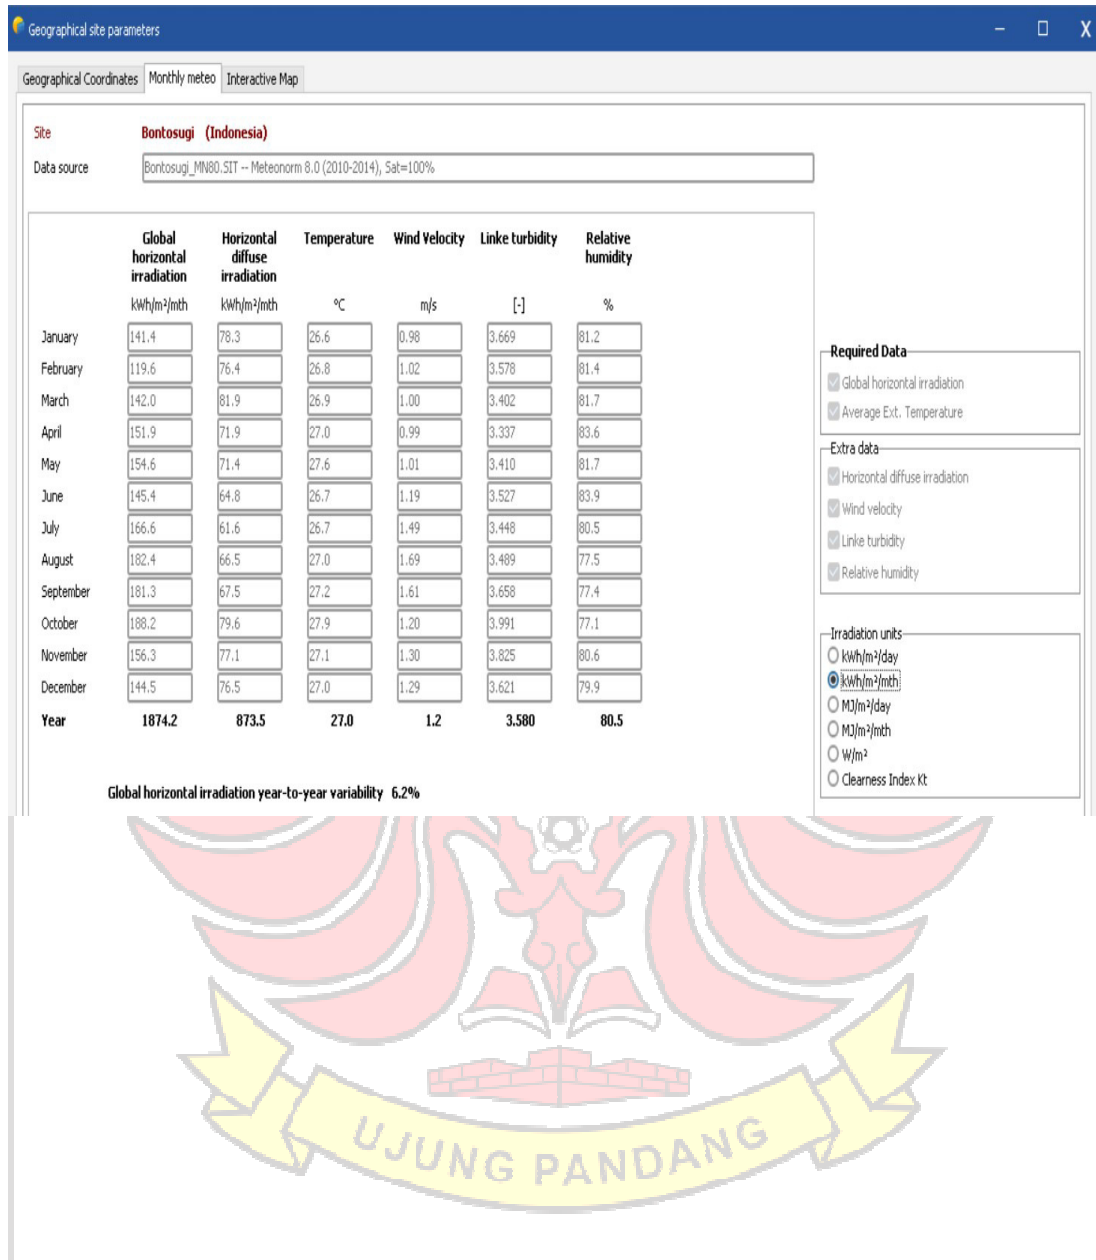 Geographical site parameters
Geographical Coordinates Monthly meteo Interactive Map
Site Bontosugi (Indonesia)
Data source Bontosugi_MN80.SIT -- Meteonorm 8.0 (2010-2014), Sat=100%
Global horizontal irradiation Horizontal diffuse irradiation Temperature Wind Velocity Linke turbidity Relative humidity
kWh/m²/mth kWh/m²/mth °C m/s [-] %
January 141.4 78.3 26.6 0.98 3.669 81.2
February 119.6 76.4 26.8 1.02 3.578 81.4
March 142.0 81.9 26.9 1.00 3.402 81.7
April 151.9 71.9 27.0 0.99 3.337 83.6
May 154.6 71.4 27.6 1.01 3.410 81.7
June 145.4 64.8 26.7 1.19 3.527 83.9
July 166.6 61.6 26.7 1.49 3.448 80.5
August 182.4 66.5 27.0 1.69 3.489 77.5
September 181.3 67.5 27.2 1.61 3.658 77.4
October 188.2 79.6 27.9 1.20 3.991 77.1
November 156.3 77.1 27.1 1.30 3.825 80.6
December 144.5 76.5 27.0 1.29 3.621 79.9
Year 1874.2 873.5 27.0 1.2 3.580 80.5
Global horizontal irradiation year-to-year variability 6.2%
Required Data
Global horizontal irradiation
Average Ext. Temperature
Extra data
Horizontal diffuse irradiation
Wind velocity
Linke turbidity
Relative humidity
Irradiation units
kWh/m²/day
kWh/m²/mth
MJ/m²/day
MJ/m²/mth
W/m²
Clearness Index Kt
UJUNG PANDANG